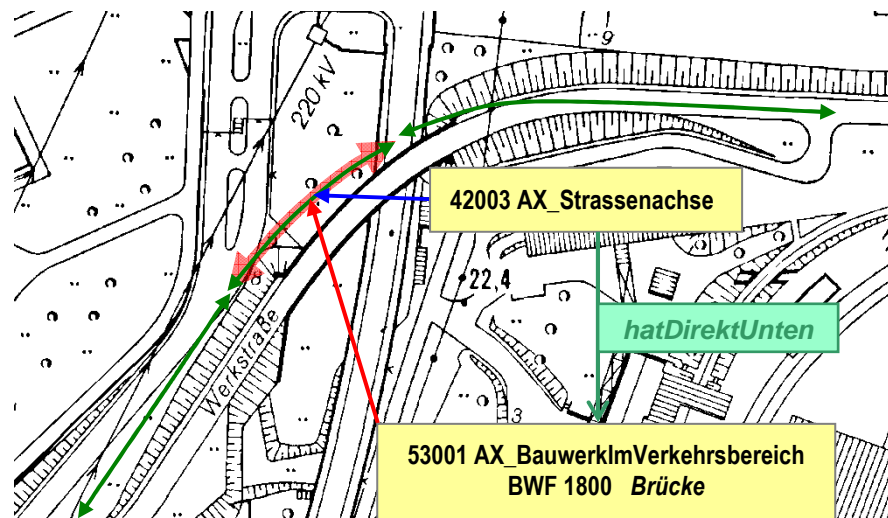 9
220 kV
42003 AX_Strassenachse
22,4
hatDirektUnten
Werkstraße
3
53001 AX_BauwerkImVerkehrsbereich
BWF 1800 Brücke